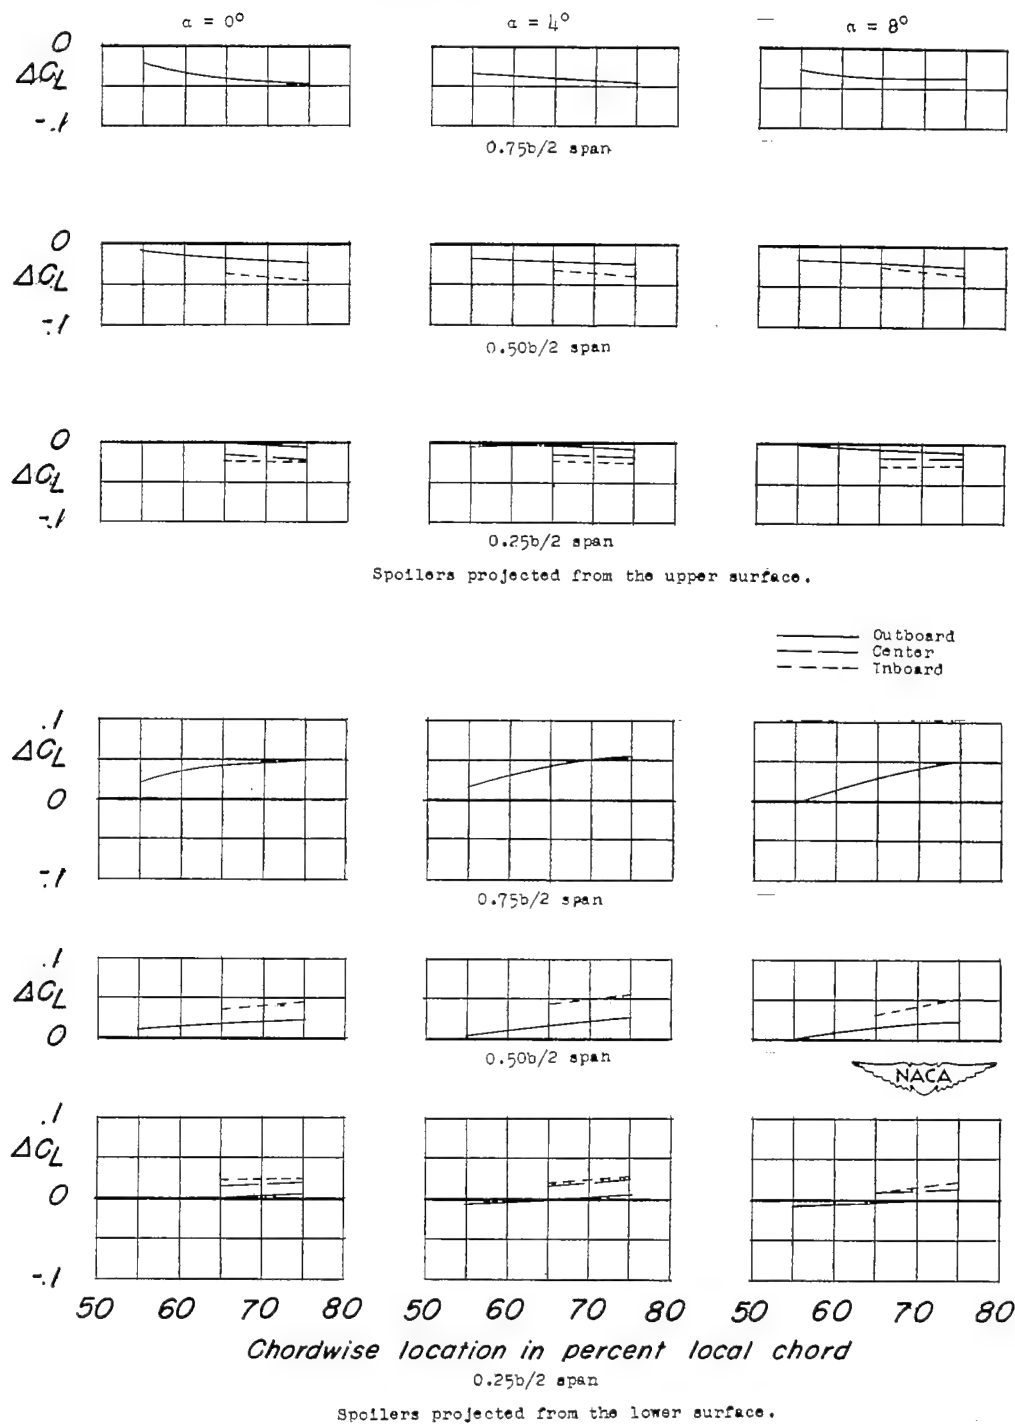 α = 0° α = 4° α = 8°
0
ΔCL
-.1
0.75b/2 span
0
ΔCL
-.1
0.50b/2 span
0
ΔCL
-.1
0.25b/2 span
Spoilers projected from the upper surface.
Outboard
Center
Inboard
.1
ΔCL
0
-.1
0.75b/2 span
.1
ΔCL
0
0.50b/2 span
NACA
.1
ΔCL
0
-.1
50 60 70 80 50 60 70 80 50 60 70 80
Chordwise location in percent local chord
0.25b/2 span
Spoilers projected from the lower surface.